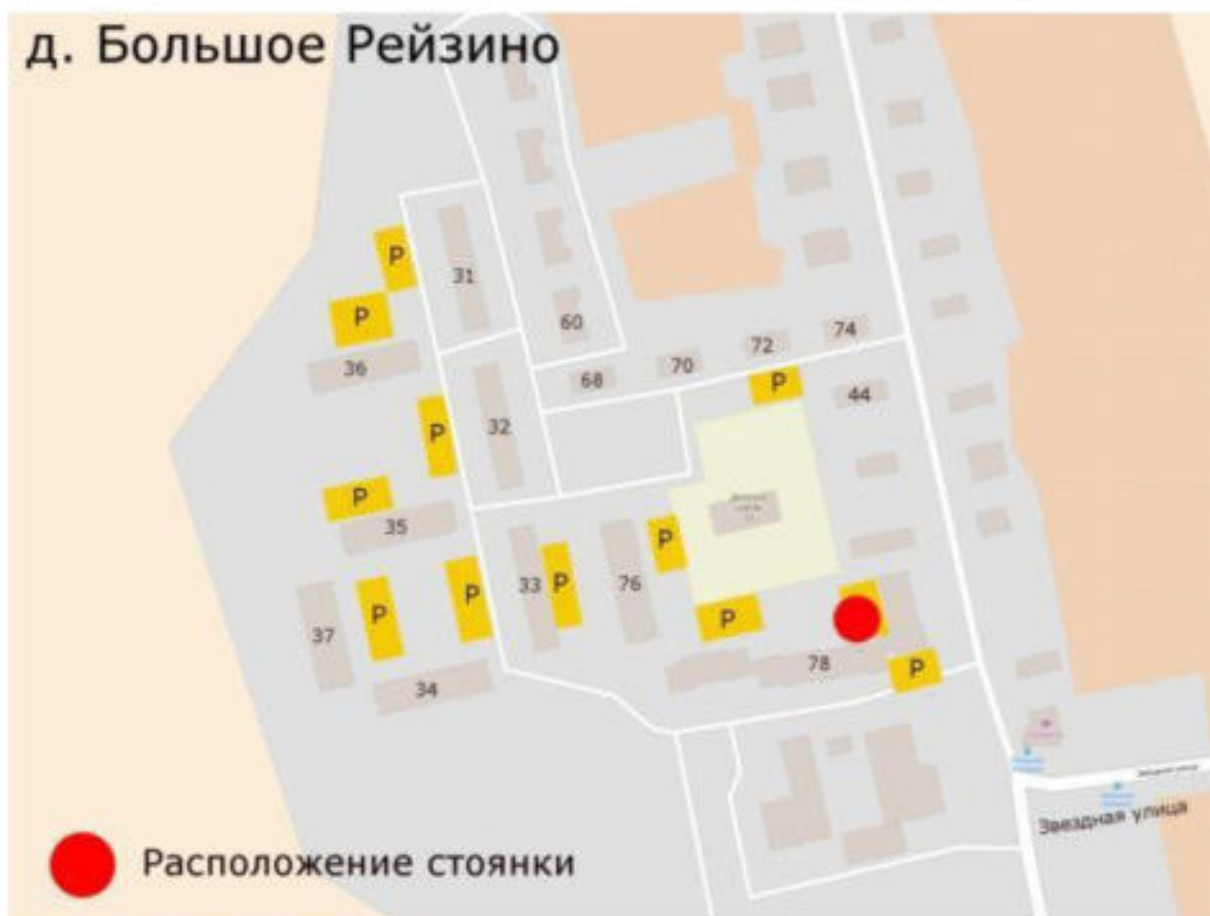 д. Большое Рейзино
P
31
P
36
60
74
72
70
68
P
44
P
32
P
35
P
33
P
76
P
P
37
P
34
P
78
P
Звездная улица
Расположение стоянки